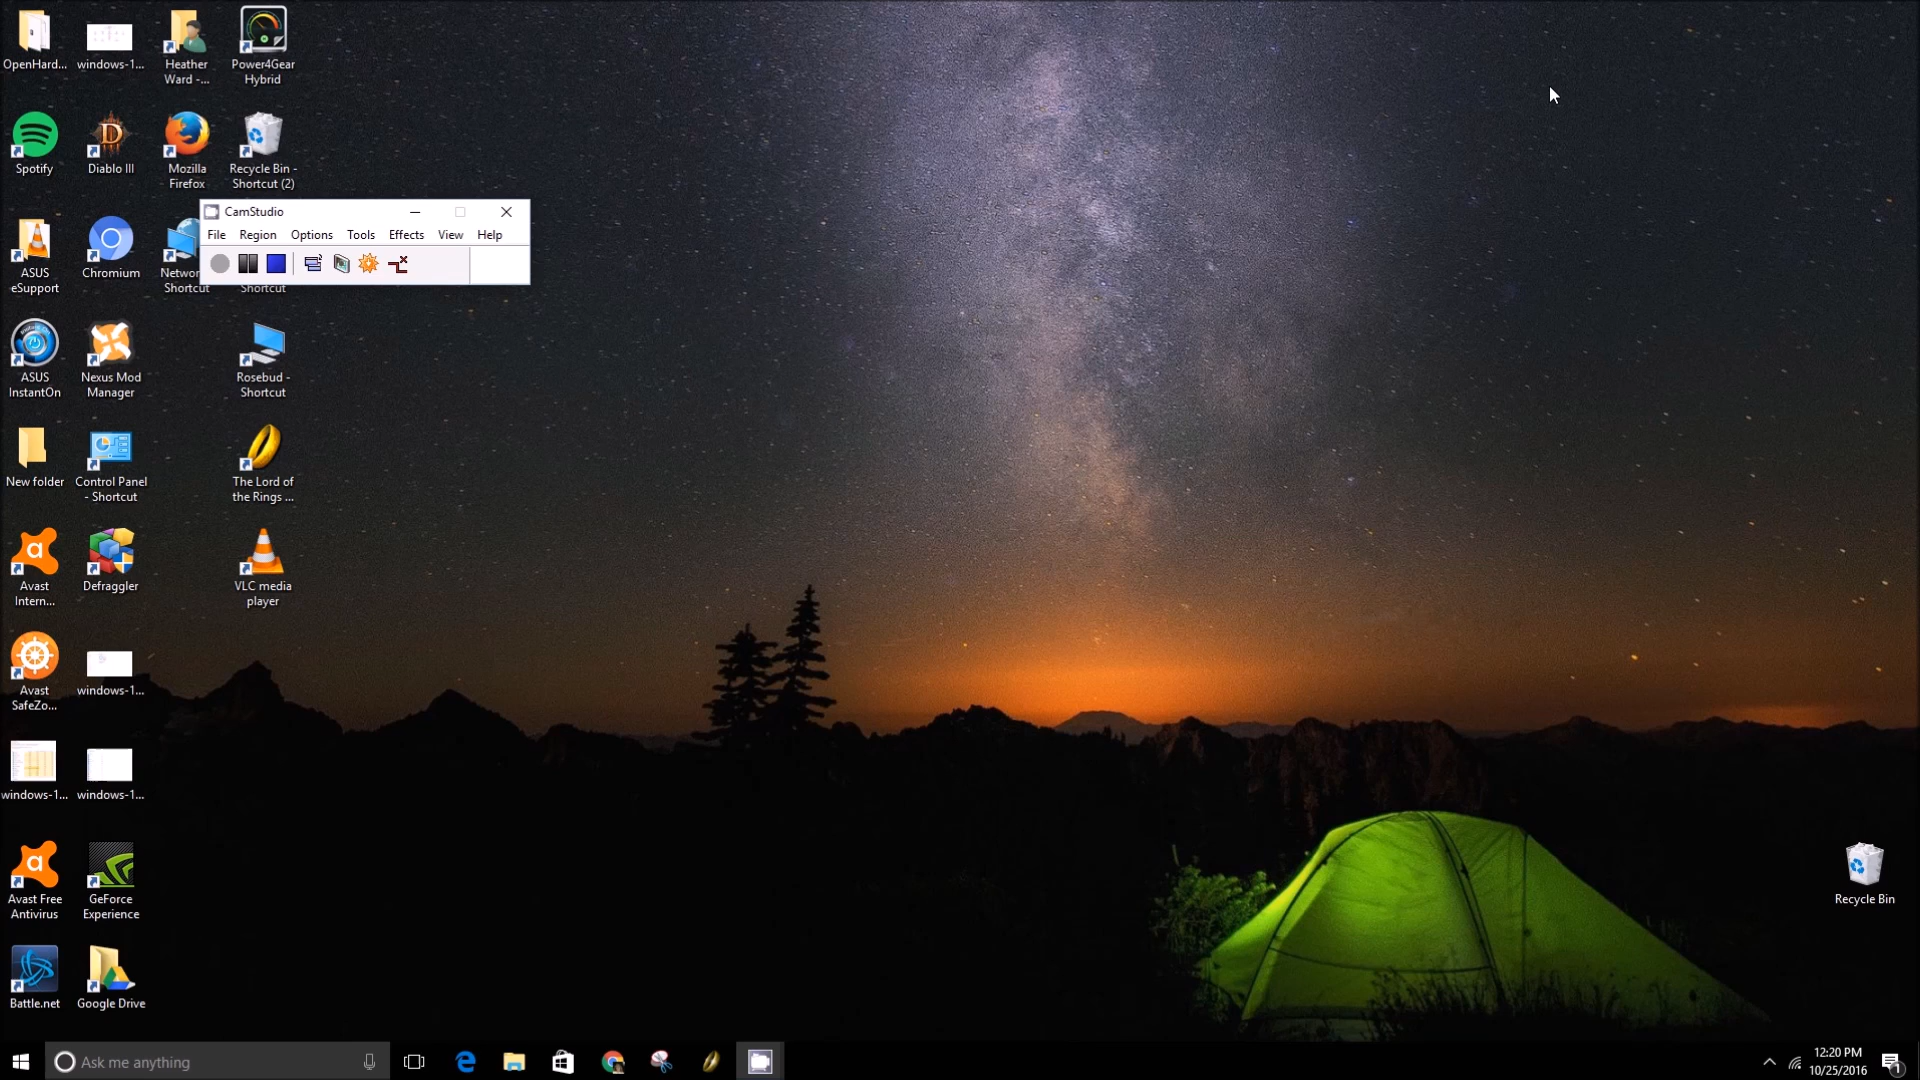 OpenHard...
windows-1...
Heather
Ward -...
Power4Gear
Hybrid
Spotify
Diablo III
Mozilla
Firefox
Recycle Bin -
Shortcut (2)
CamStudio
File Region Options Tools Effects View Help
ASUS
eSupport
Chromium
Networ
Shortcut
Shortcut
ASUS
InstantOn
Nexus Mod
Manager
Rosebud -
Shortcut
New folder
Control Panel
- Shortcut
The Lord of
the Rings ...
Avast
Intern...
Defraggler
VLC media
player
Avast
SafeZo...
windows-1...
windows-1...
windows-1...
Avast Free
Antivirus
GeForce
Experience
Recycle Bin
Battle.net
Google Drive
Ask me anything
12:20 PM
10/25/2016
1